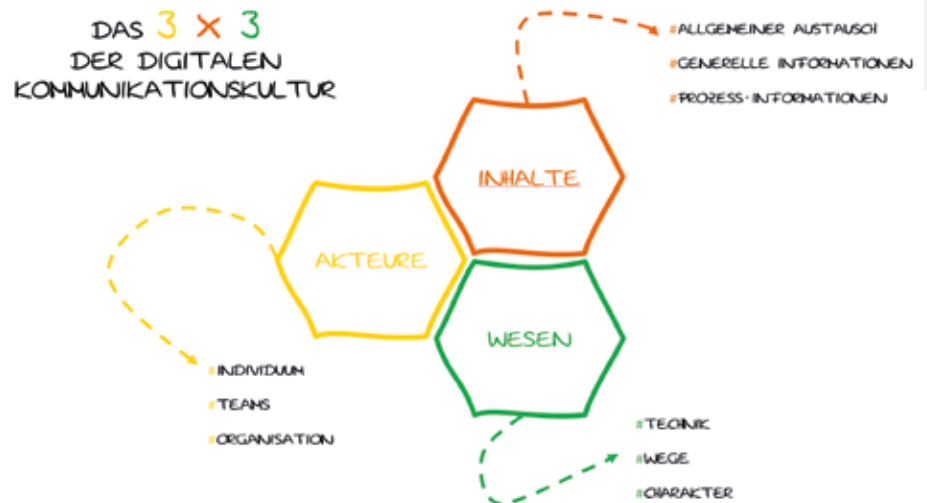 DAS 3 X 3
DER DIGITALEN
KOMMUNIKATIONSKULTUR
#ALLGEMEINER AUSTAUSCH
#GENERELLE INFORMATIONEN
#PROZESS-INFORMATIONEN
INHALTE
AKTEURE
WESEN
#INDIVIDUUM
#TEAMS
#ORGANISATION
#TECHNIK
#WEGE
#CHARAKTER